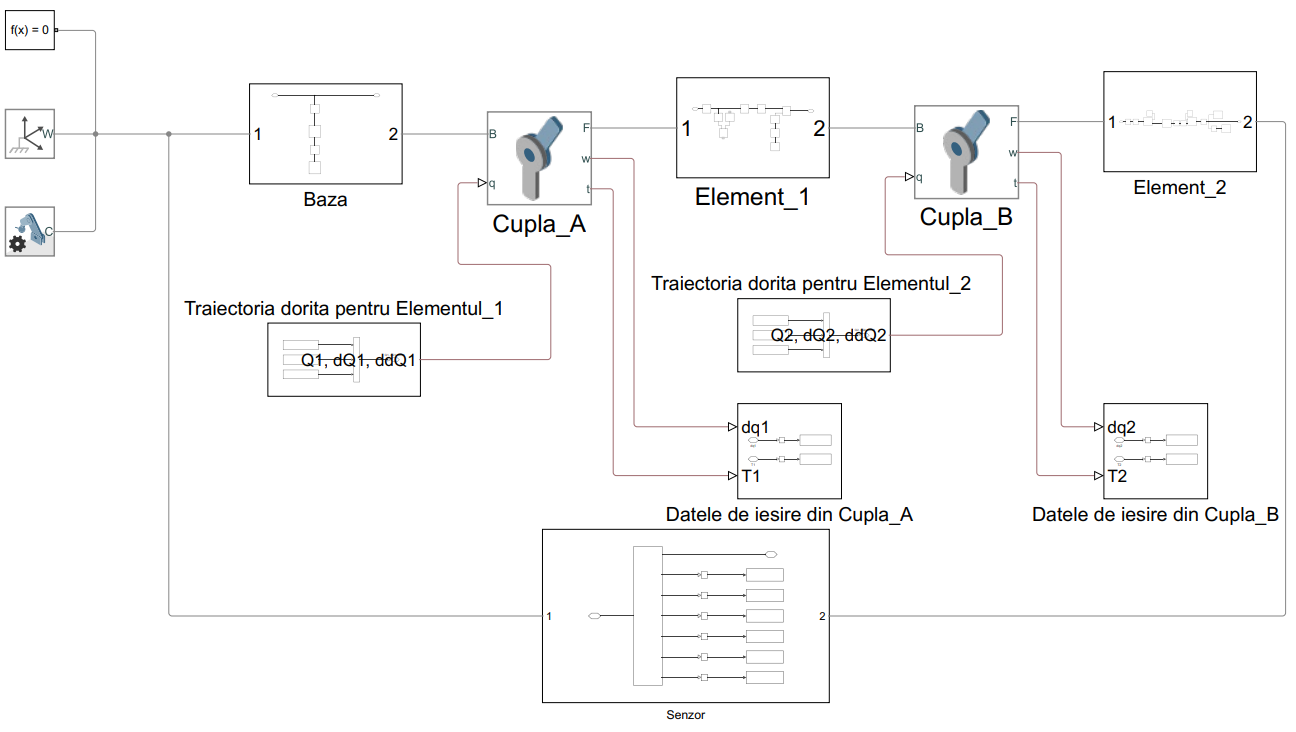 f(x) = 0
W
C
1
2
Baza
B
q
F
w
t
Cupla_A
1
2
Element_1
B
q
F
w
t
Cupla_B
1
2
Element_2
Traiectoria dorita pentru Elementul_1
Q1, dQ1, ddQ1
Traiectoria dorita pentru Elementul_2
Q2, dQ2, ddQ2
dq1
T1
Datele de iesire din Cupla_A
dq2
T2
Datele de iesire din Cupla_B
1
2
Senzor